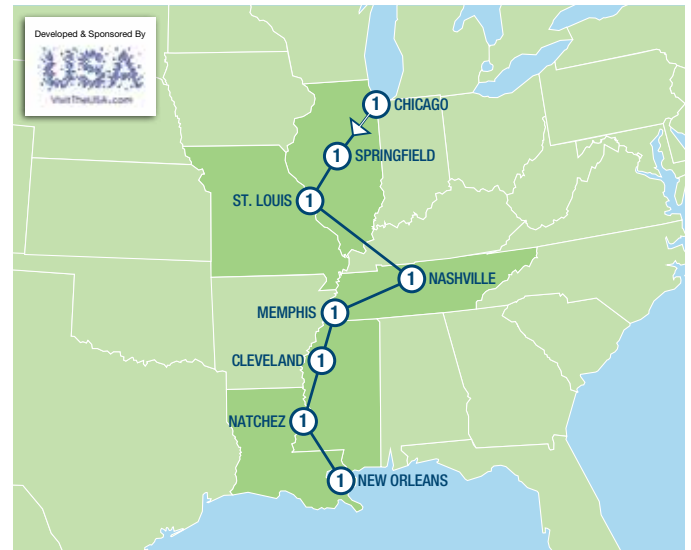 Developed & Sponsored By
USA
VisitTheUSA.com
1 CHICAGO
1 SPRINGFIELD
ST. LOUIS 1
1 NASHVILLE
MEMPHIS 1
CLEVELAND 1
NATCHEZ 1
1 NEW ORLEANS